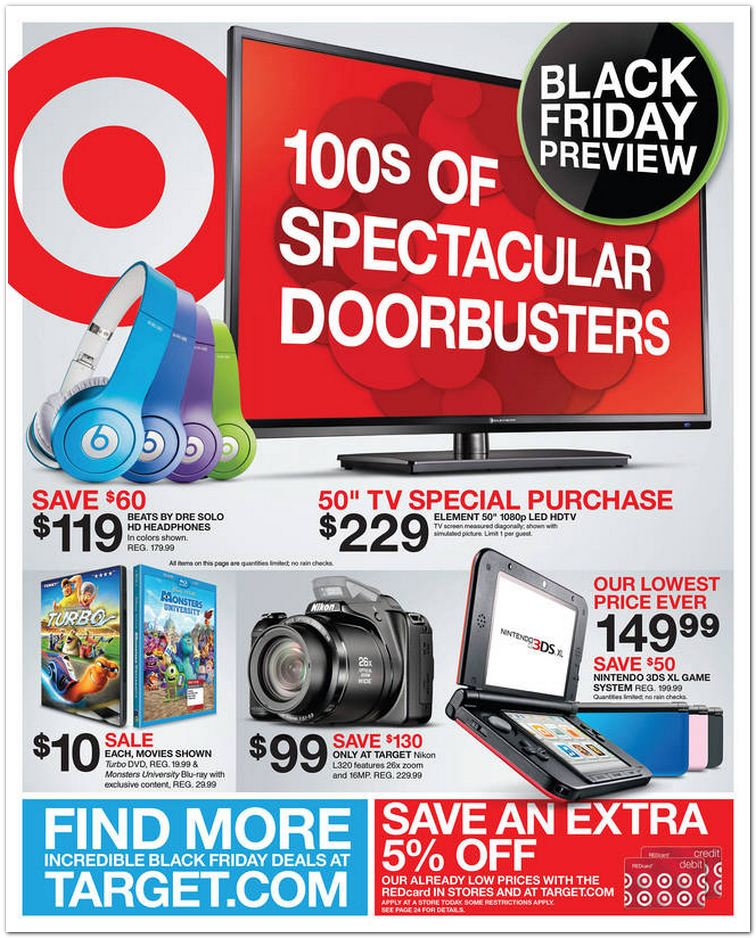 BLACK
FRIDAY
PREVIEW
100S OF
SPECTACULAR
DOORBUSTERS
SAVE $60
$119
BEATS BY DRE SOLO
HD HEADPHONES
In colors shown.
REG. 179.99
50" TV SPECIAL PURCHASE
$229
ELEMENT 50" 1080p LED HDTV
TV screen measured diagonally; shown with
simulated picture. Limit 1 per guest.
All items on this page are quantities limited; no rain checks.
TURBO
MONSTERS
UNIVERSITY
$10
SALE
EACH, MOVIES SHOWN
Turbo DVD, REG. 19.99 &
Monsters University Blu-ray with
exclusive content, REG. 29.99
Nikon
26x
OPTICAL
ZOOM
WIDE
$99
SAVE $130
ONLY AT TARGET Nikon
L320 features 26x zoom
and 16MP. REG. 229.99
NINTENDO 3DS XL
OUR LOWEST
PRICE EVER
149.99
SAVE $50
NINTENDO 3DS XL GAME
SYSTEM REG. 199.99
Quantities limited; no rain checks.
FIND MORE
INCREDIBLE BLACK FRIDAY DEALS AT
TARGET.COM
SAVE AN EXTRA
5% OFF
OUR ALREADY LOW PRICES WITH THE
REDcard IN STORES AND AT TARGET.COM
APPLY AT A STORE TODAY. SOME RESTRICTIONS APPLY.
SEE PAGE 24 FOR DETAILS.
REDcard credit
REDcard debit